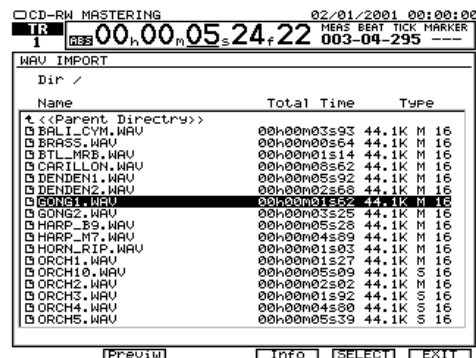 CD-RW MASTERING 02/01/2001 00:00:00
TR 1 ABS 00h00m05s24f22 MEAS BEAT TICK MARKER
003-04-295 ---
WAV IMPORT
Dir /
Name Total Time Type
<<Parent Directry>>
BALI_CYM.WAV 00h00m03s93 44.1K M 16
BRASS.WAV 00h00m00s64 44.1K M 16
BTL_MRB.WAV 00h00m01s14 44.1K M 16
CARILLON.WAV 00h00m08s62 44.1K M 16
DENDEN1.WAV 00h00m05s92 44.1K M 16
DENDEN2.WAV 00h00m02s68 44.1K M 16
GONG1.WAV 00h00m01s62 44.1K M 16
GONG2.WAV 00h00m03s25 44.1K M 16
HARP_B9.WAV 00h00m05s28 44.1K M 16
HARP_M7.WAV 00h00m04s89 44.1K M 16
HORN_RIP.WAV 00h00m01s03 44.1K M 16
ORCH1.WAV 00h00m01s27 44.1K M 16
ORCH10.WAV 00h00m05s09 44.1K S 16
ORCH2.WAV 00h00m02s02 44.1K M 16
ORCH3.WAV 00h00m01s92 44.1K S 16
ORCH4.WAV 00h00m04s80 44.1K S 16
ORCH5.WAV 00h00m05s39 44.1K S 16
Previw Info SELECT EXIT